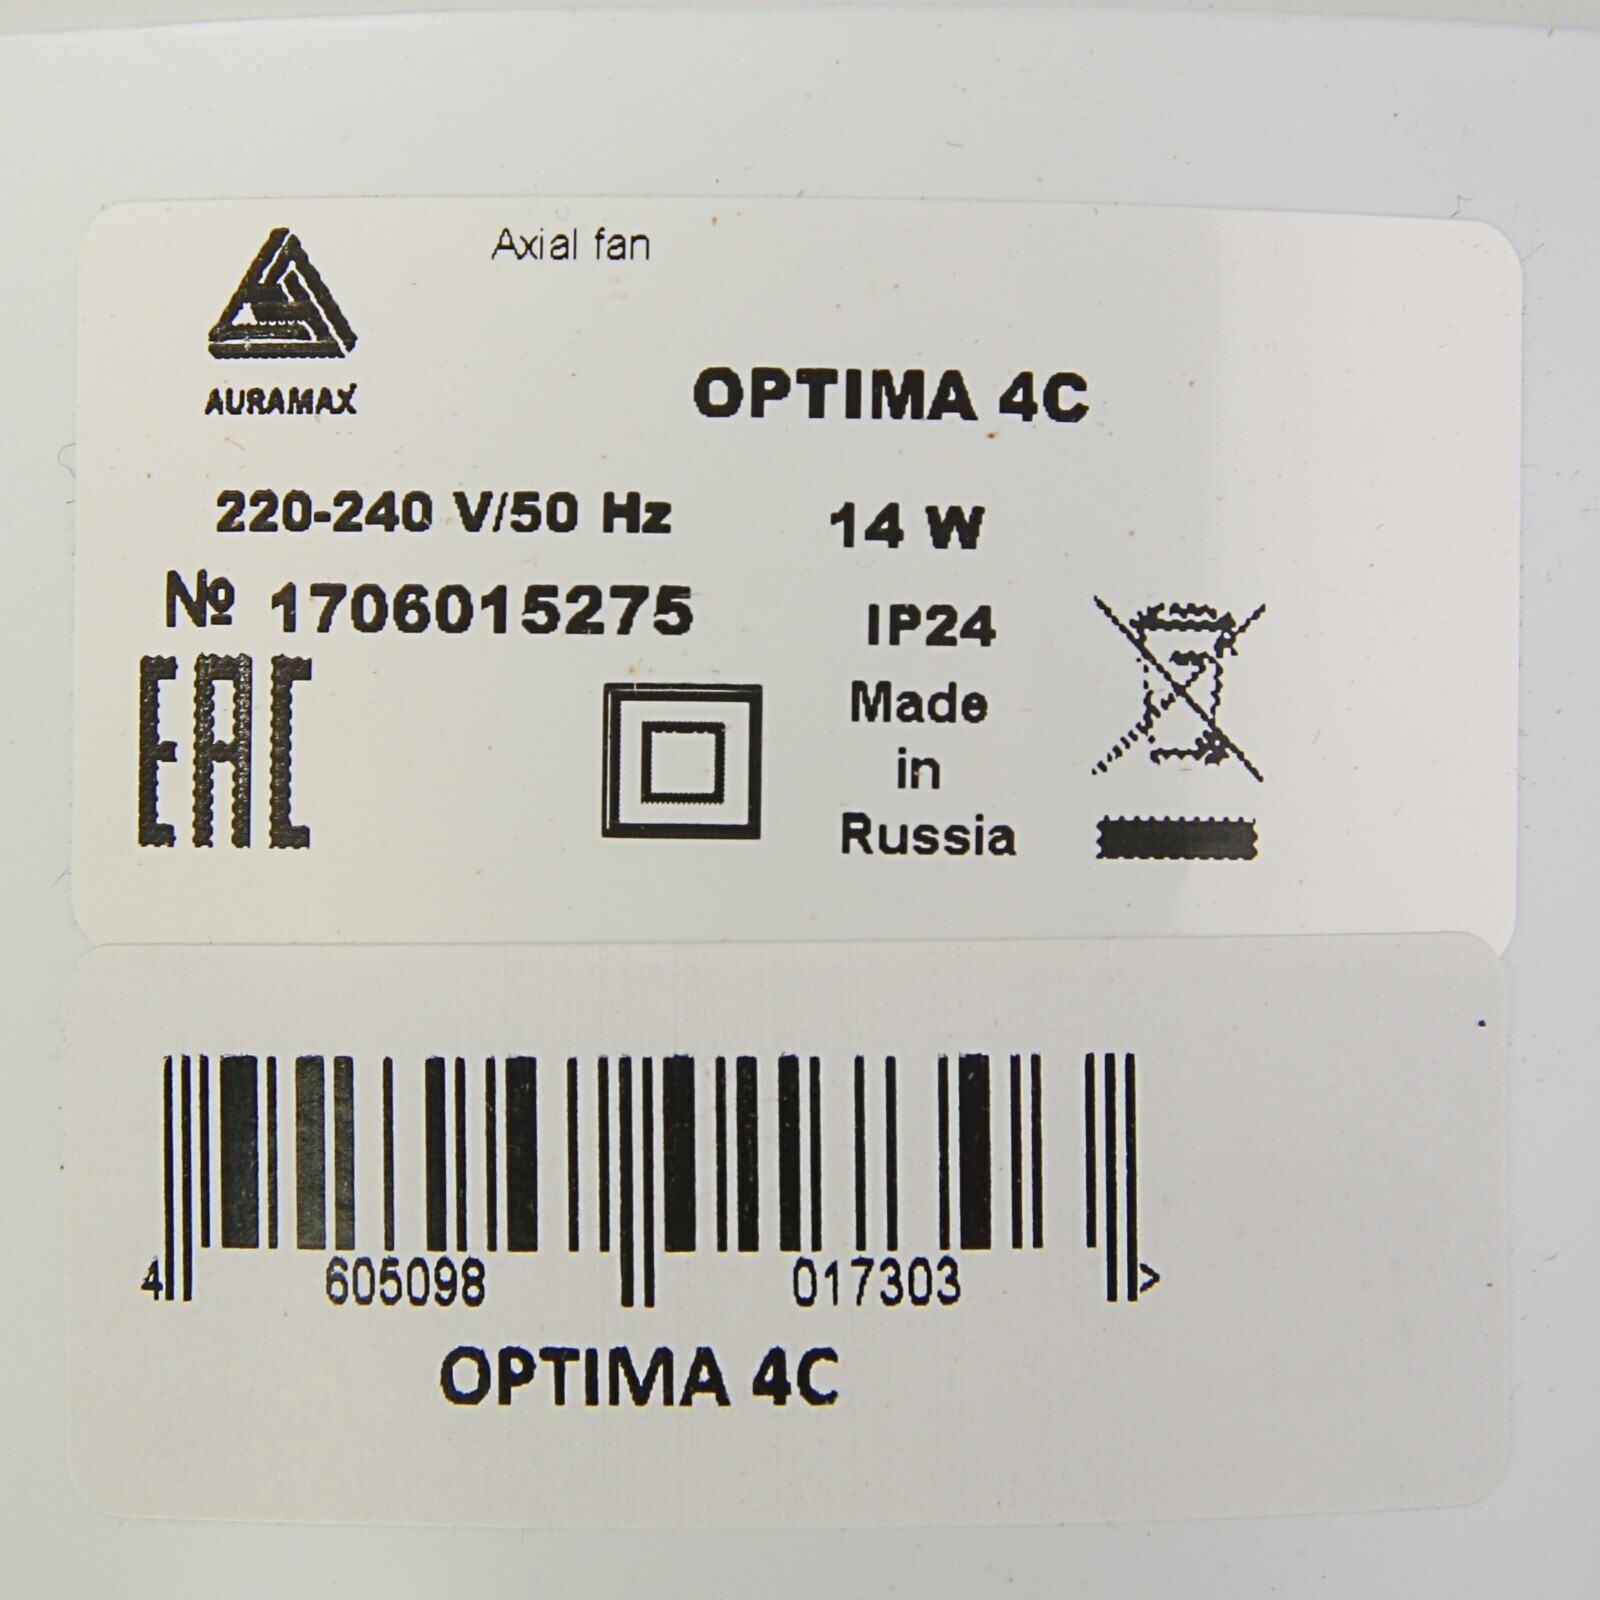 Axial fan
AURAMAX
OPTIMA 4C
220-240 V/50 Hz
14 W
№ 1706015275
IP24
EAC
Made
in
Russia
4 605098 017303 >
OPTIMA 4C